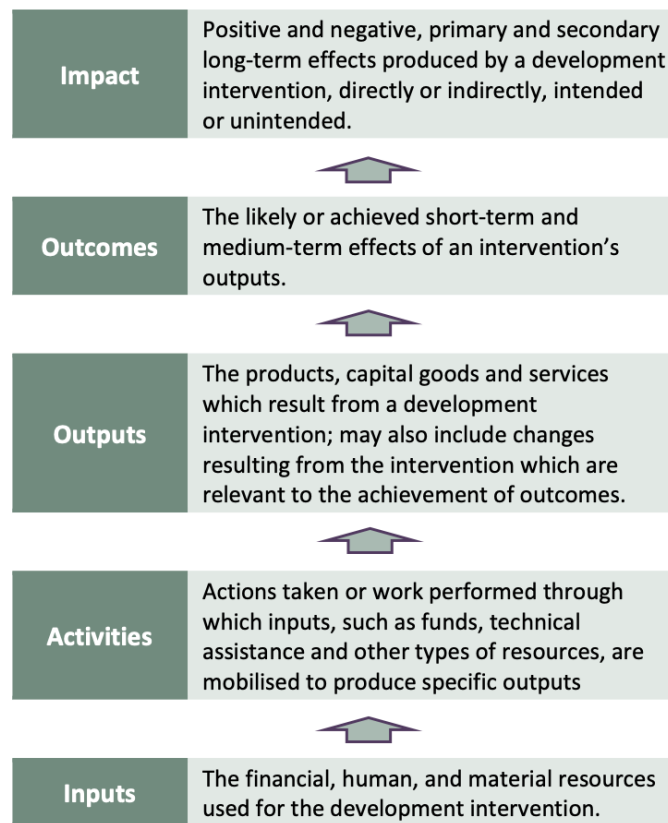 Impact
Positive and negative, primary and secondary
long-term effects produced by a development
intervention, directly or indirectly, intended
or unintended.
Outcomes
The likely or achieved short-term and
medium-term effects of an intervention’s
outputs.
Outputs
The products, capital goods and services
which result from a development
intervention; may also include changes
resulting from the intervention which are
relevant to the achievement of outcomes.
Activities
Actions taken or work performed through
which inputs, such as funds, technical
assistance and other types of resources, are
mobilised to produce specific outputs
Inputs
The financial, human, and material resources
used for the development intervention.